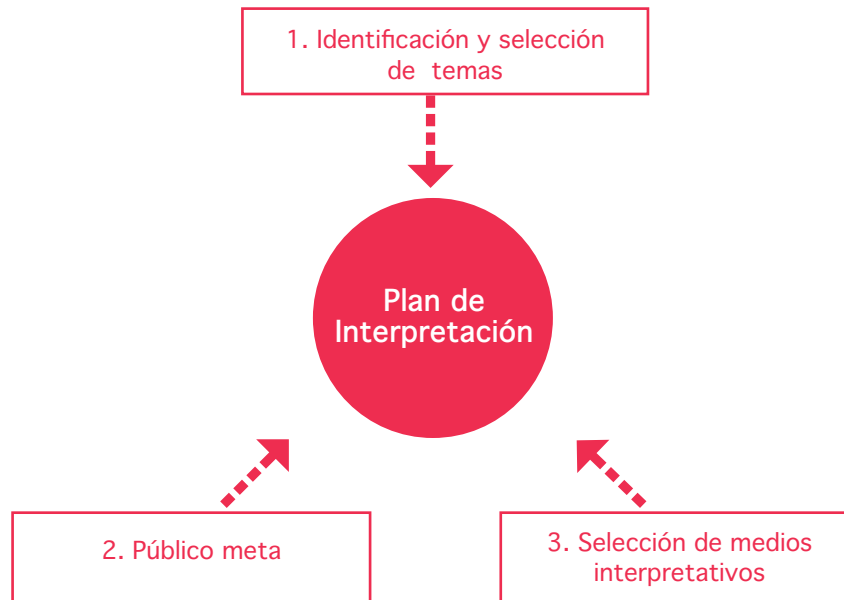 1. Identificación y selección
de temas
Plan de
Interpretación
2. Público meta
3. Selección de medios
interpretativos